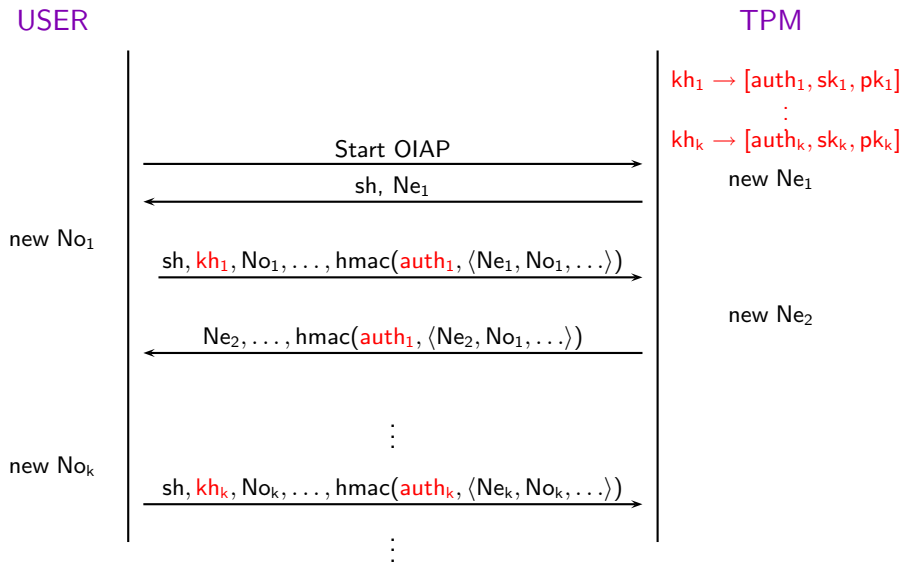 USER
TPM
kh₁ → [auth₁, sk₁, pk₁]
⋮
kh_k → [auth_k, sk_k, pk_k]
Start OIAP
new Ne₁
sh, Ne₁
new No₁
sh, kh₁, No₁, . . . , hmac(auth₁, ⟨Ne₁, No₁, . . .⟩)
new Ne₂
Ne₂, . . . , hmac(auth₁, ⟨Ne₂, No₁, . . .⟩)
⋮
new No_k
sh, kh_k, No_k, . . . , hmac(auth_k, ⟨Ne_k, No_k, . . .⟩)
⋮